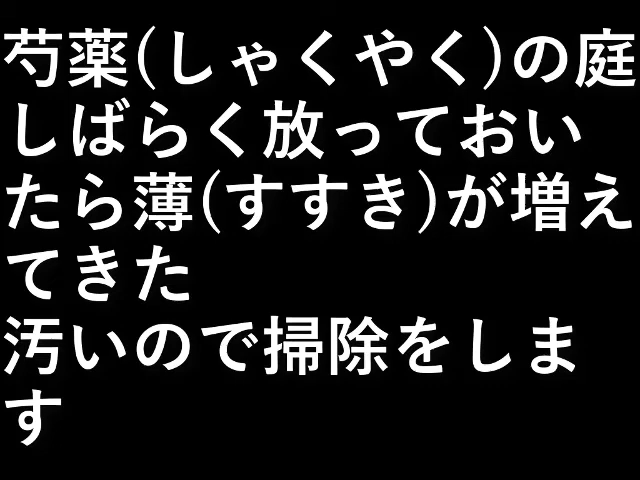 芍薬(しゃくやく)の庭
しばらく放っておい
たら薄(すすき)が増え
てきた
汚いので掃除をしま
す